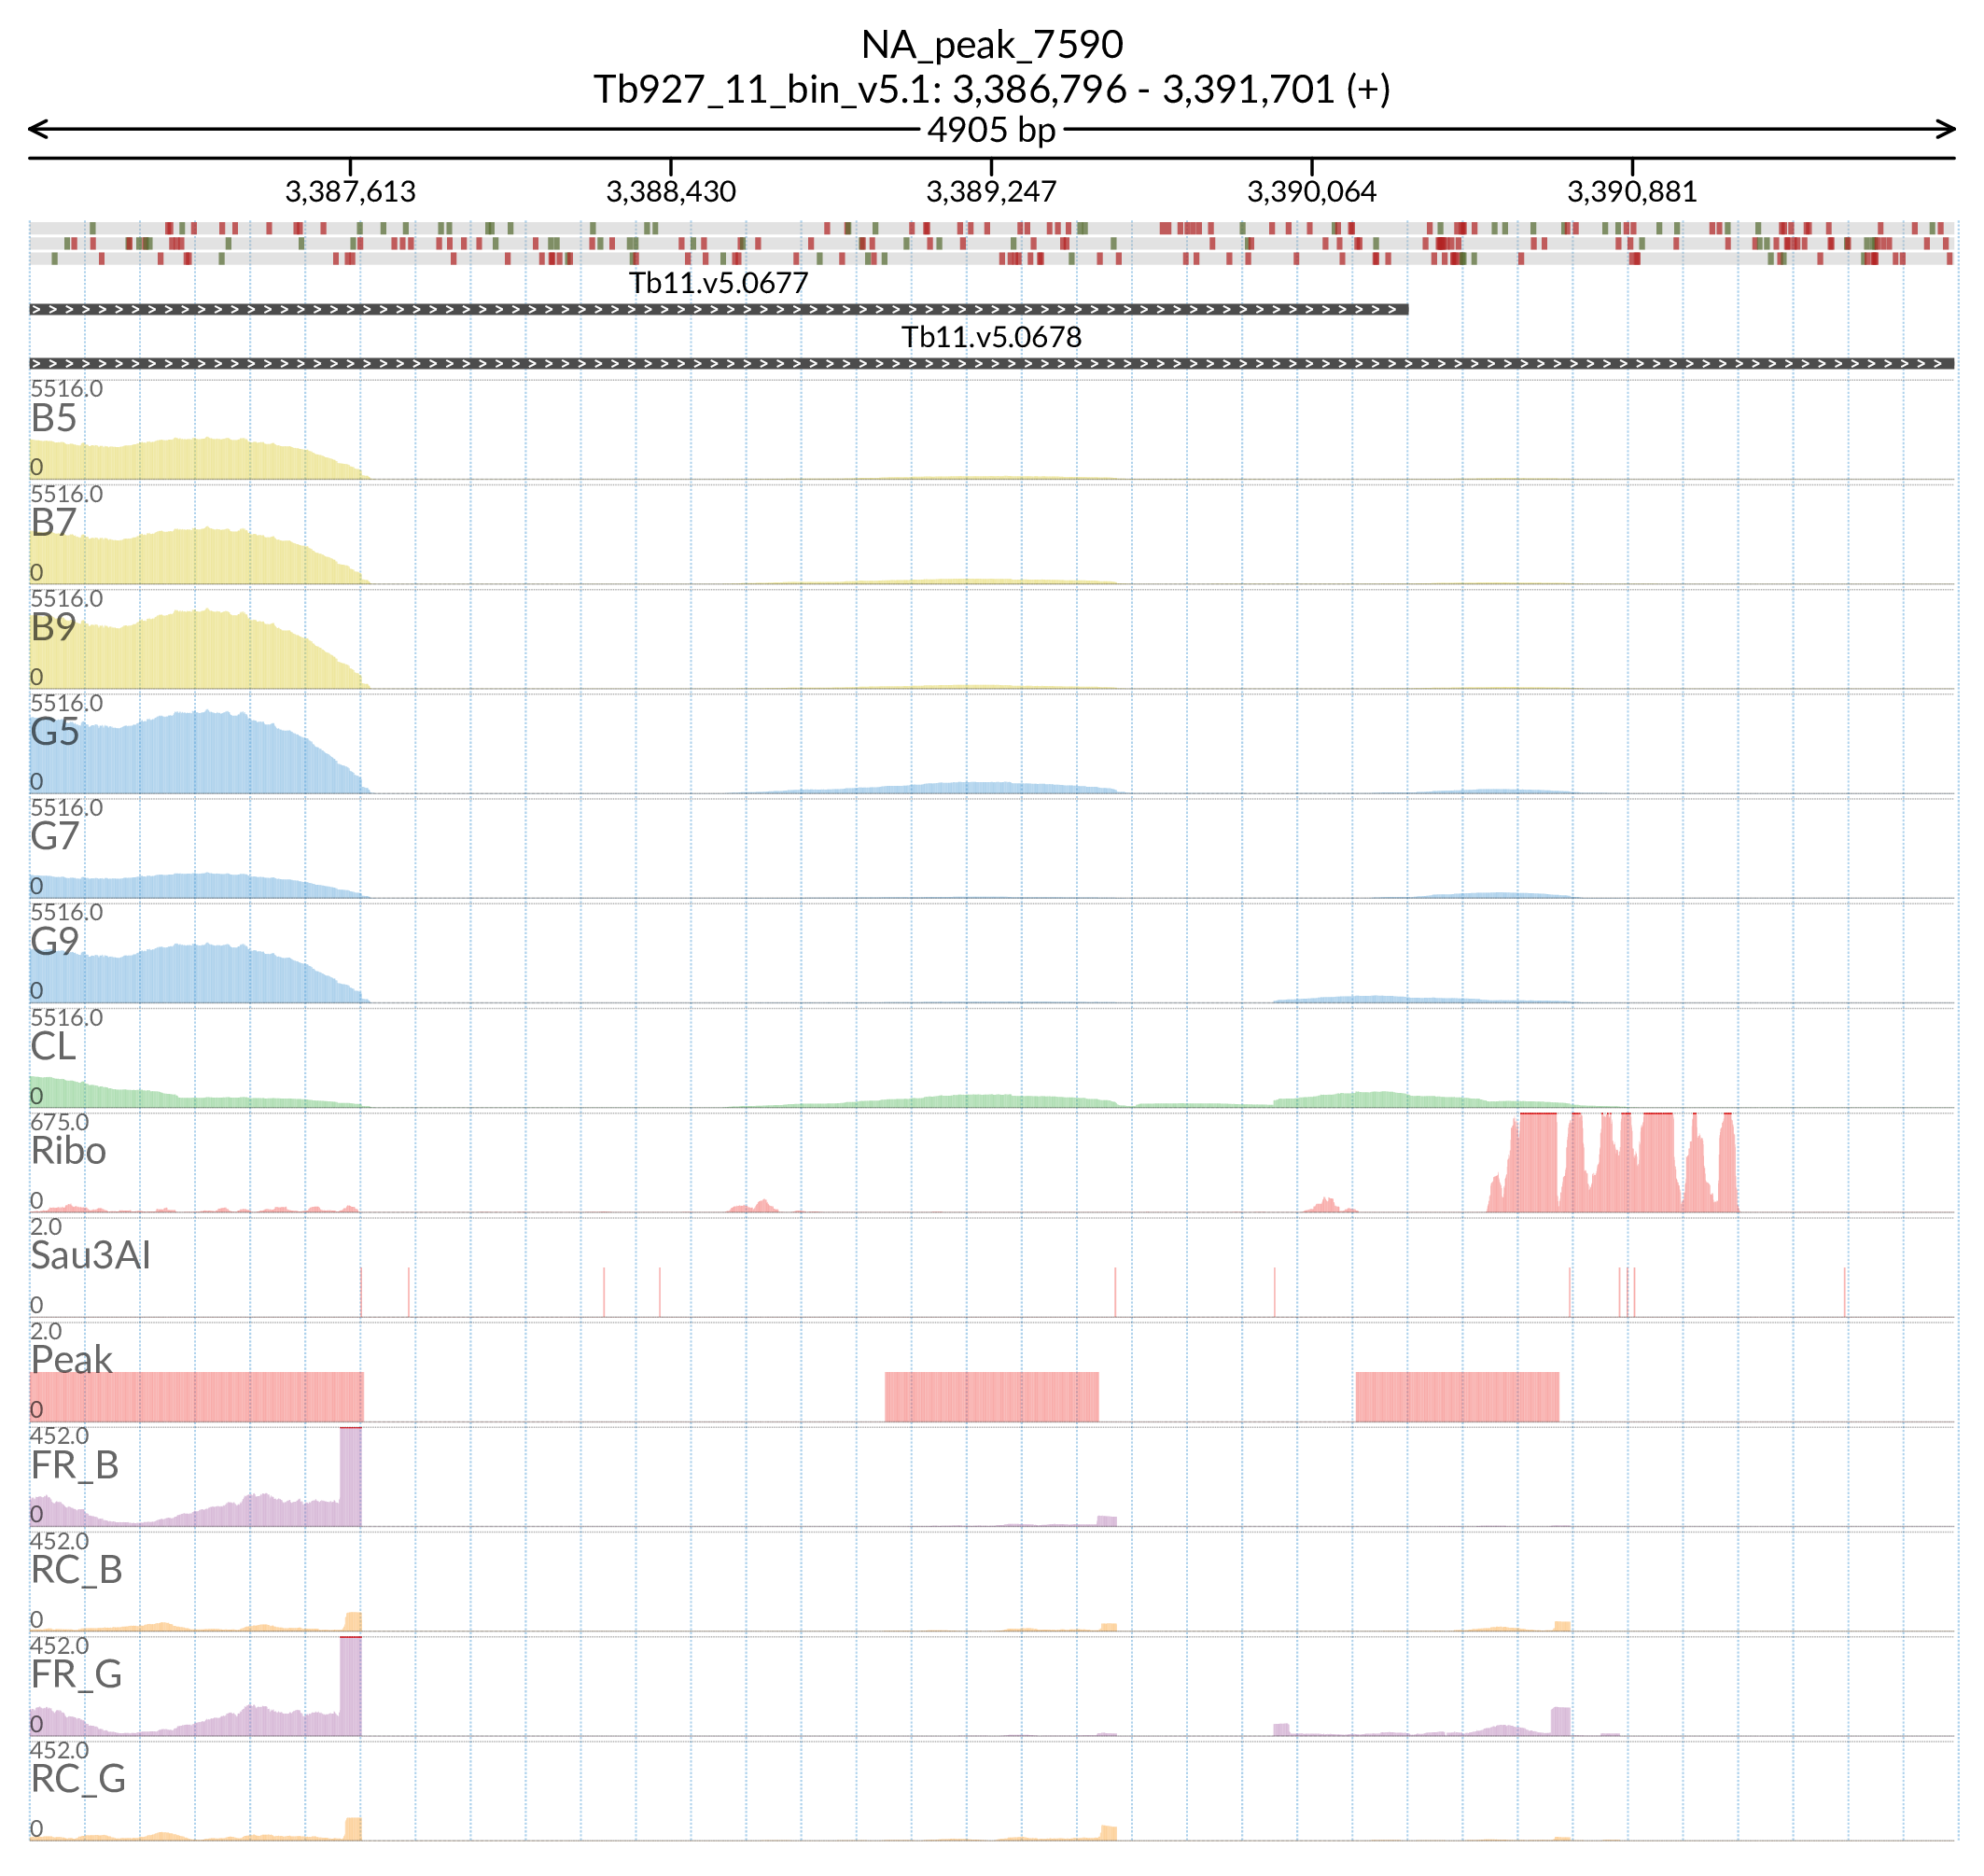 NA_peak_7590
Tb927_11_bin_v5.1: 3,386,796 - 3,391,701 (+)
4905 bp
3,387,613 3,388,430 3,389,247 3,390,064 3,390,881
Tb11.v5.0677
Tb11.v5.0678
5516.0
B5
0
5516.0
B7
0
5516.0
B9
0
5516.0
G5
0
5516.0
G7
0
5516.0
G9
0
5516.0
CL
0
675.0
Ribo
0
2.0
Sau3AI
0
2.0
Peak
0
452.0
FR_B
0
452.0
RC_B
0
452.0
FR_G
0
452.0
RC_G
0